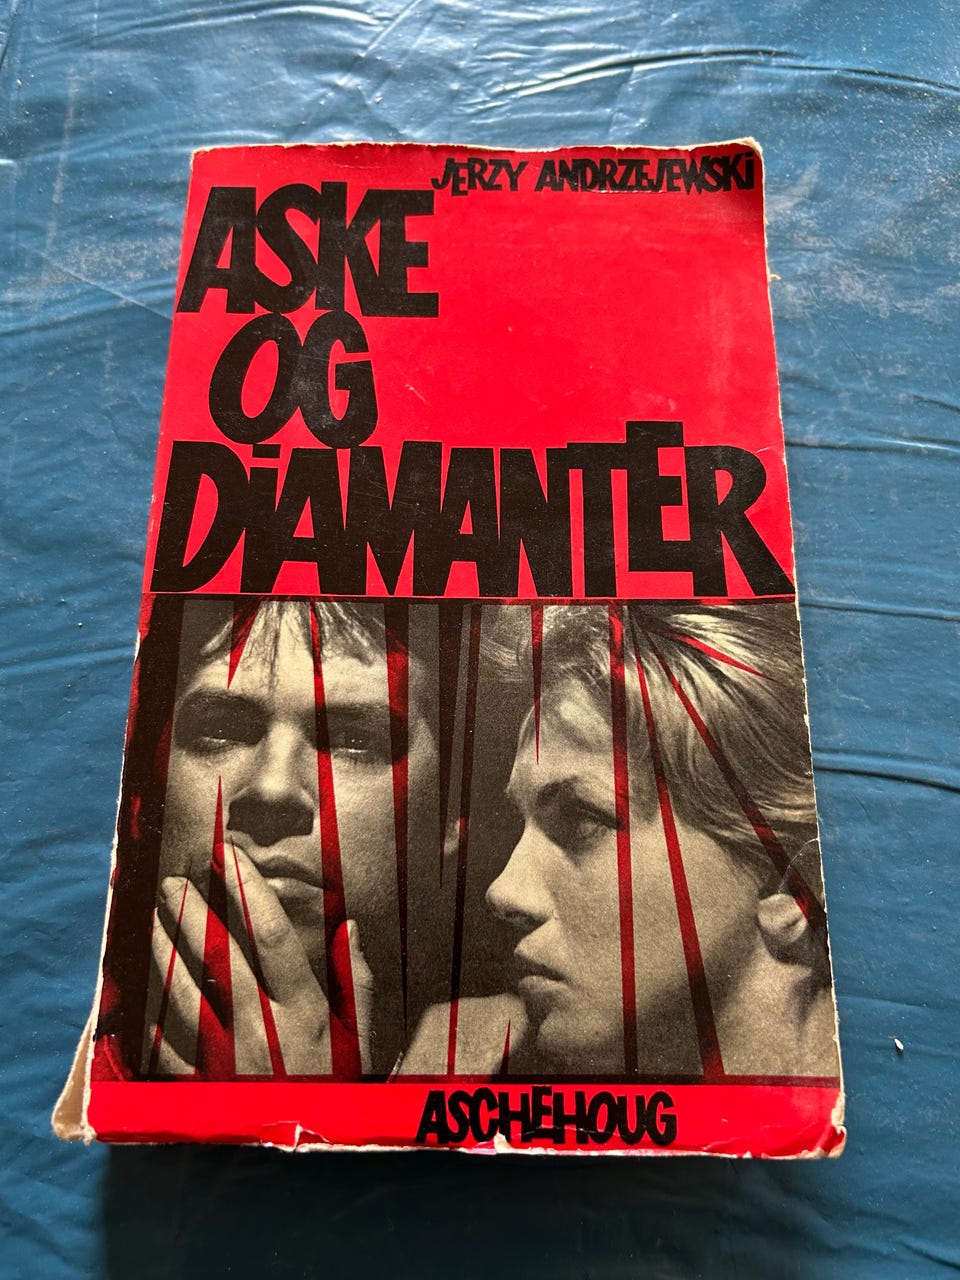 JERZY ANDRZEJEWSKI
ASKE
OG
DIAMANTER
ASCHEHOUG